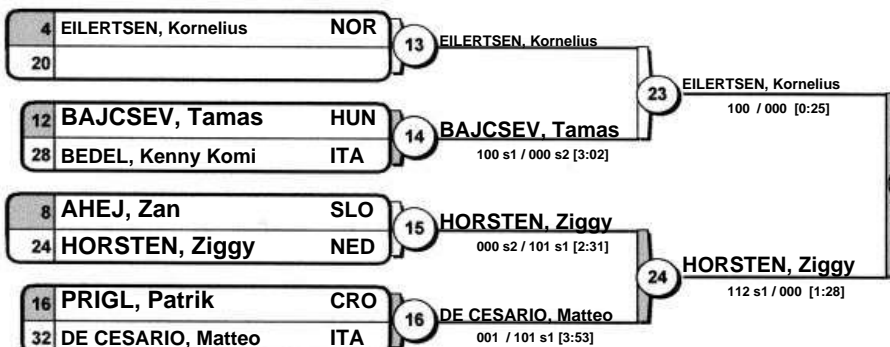 4 EILERTSEN, Kornelius NOR
20
13
EILERTSEN, Kornelius
12 BAJCSEV, Tamas HUN
28 BEDEL, Kenny Komi ITA
14
BAJCSEV, Tamas
100 s1 / 000 s2 [3:02]
23
EILERTSEN, Kornelius
100 / 000 [0:25]
8 AHEJ, Zan SLO
24 HORSTEN, Ziggy NED
15
HORSTEN, Ziggy
000 s2 / 101 s1 [2:31]
16 PRIGL, Patrik CRO
32 DE CESARIO, Matteo ITA
16
DE CESARIO, Matteo
001 / 101 s1 [3:53]
24
HORSTEN, Ziggy
112 s1 / 000 [1:28]